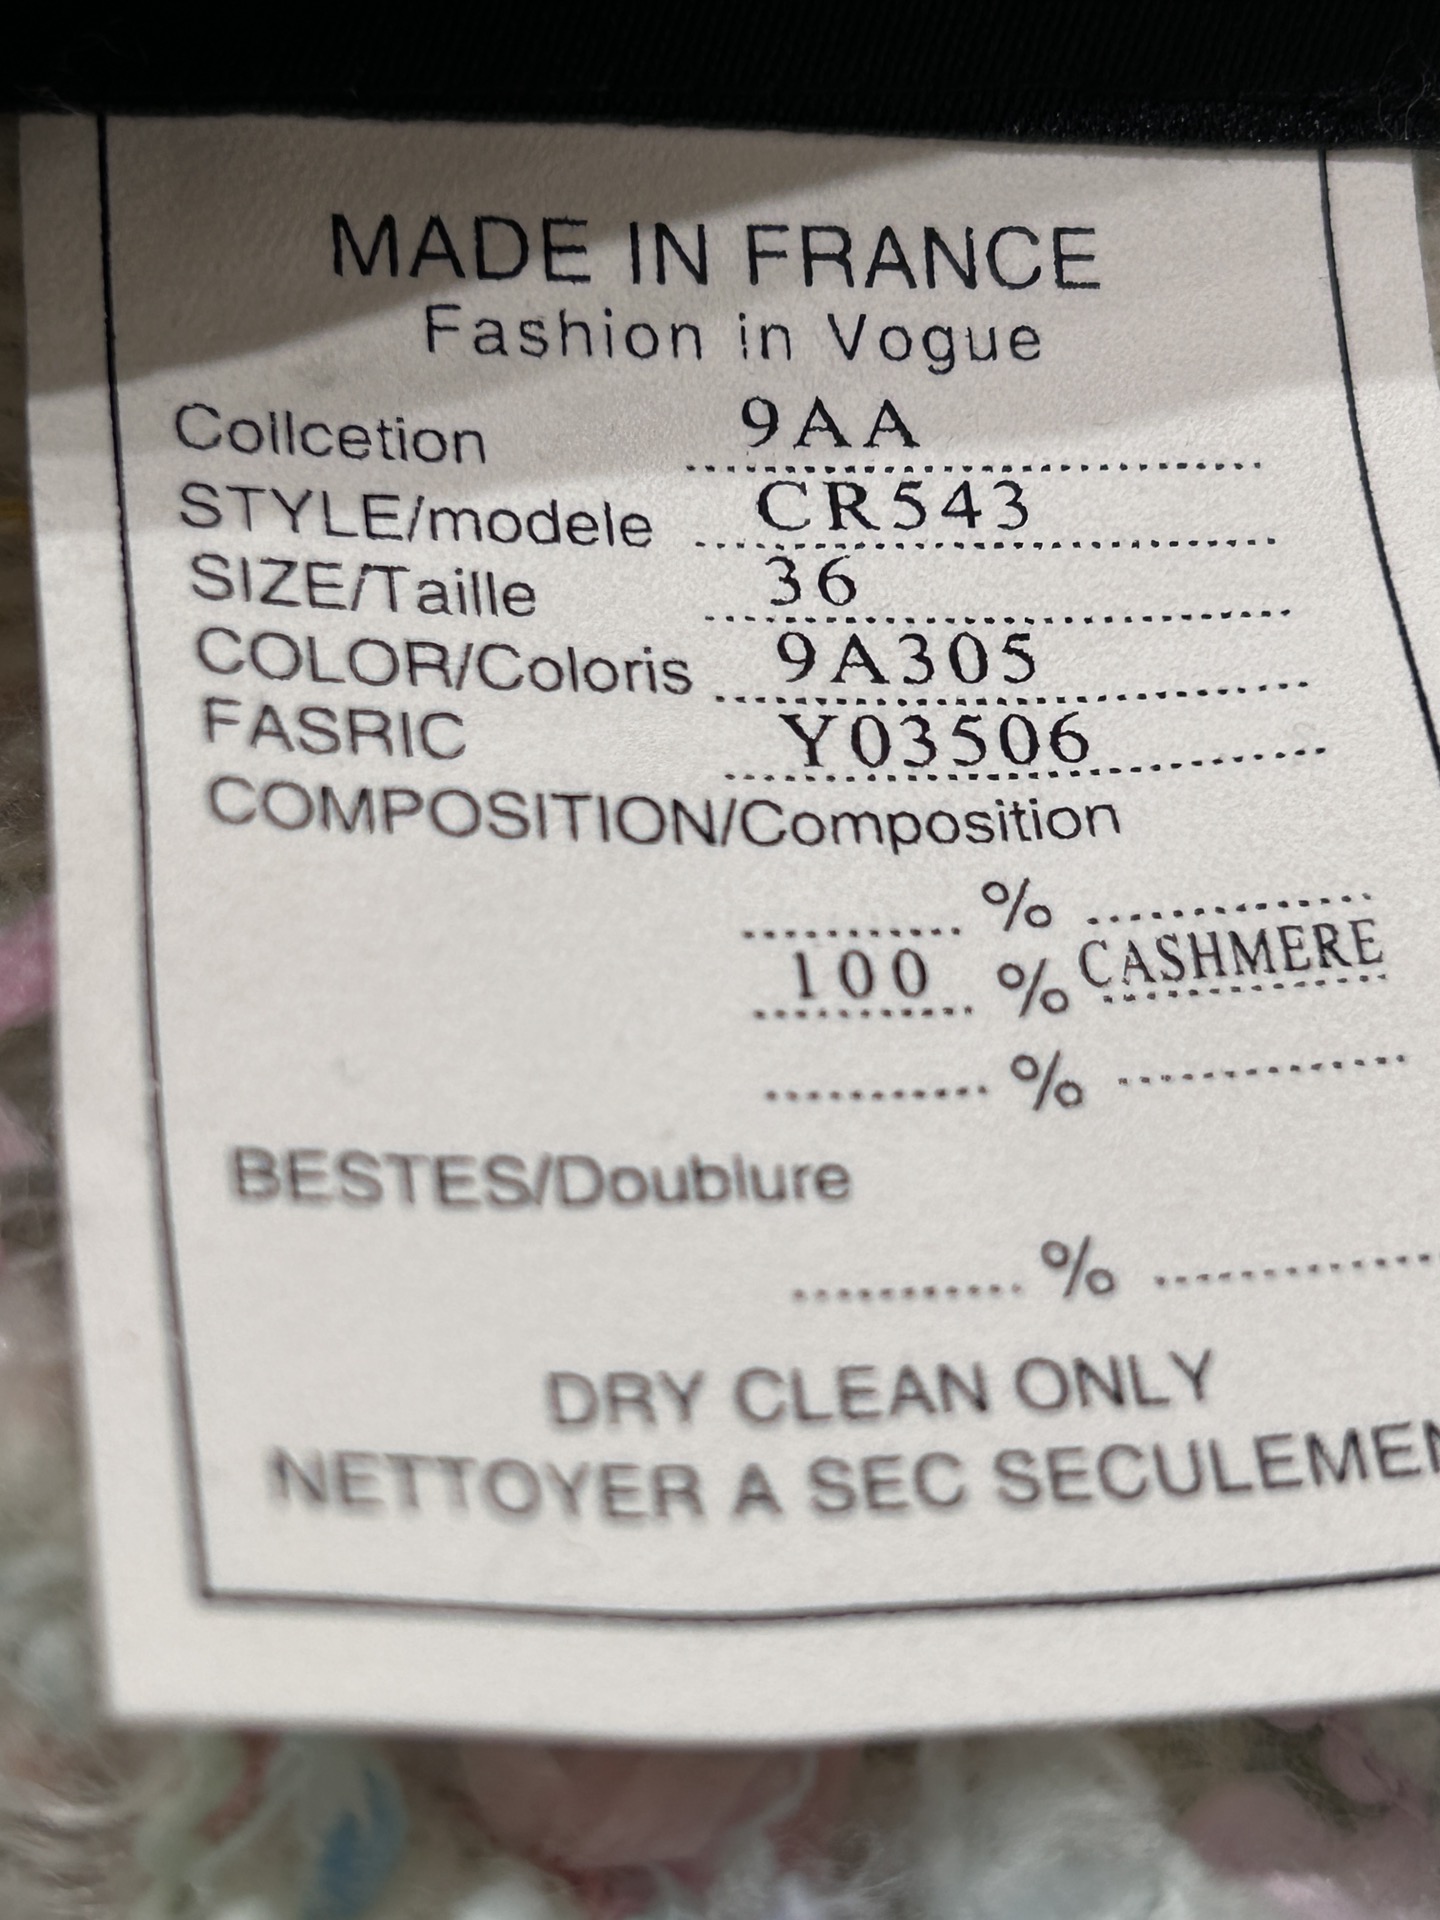 MADE IN FRANCE
Fashion in Vogue
Collcetion 9AA
STYLE/modele CR543
SIZE/Taille 36
COLOR/Coloris 9A305
FASRIC Y03506
COMPOSITION/Composition
%
100 % CASHMERE
%
BESTES/Doublure
%
DRY CLEAN ONLY
NETTOYER A SEC SECULEMEN